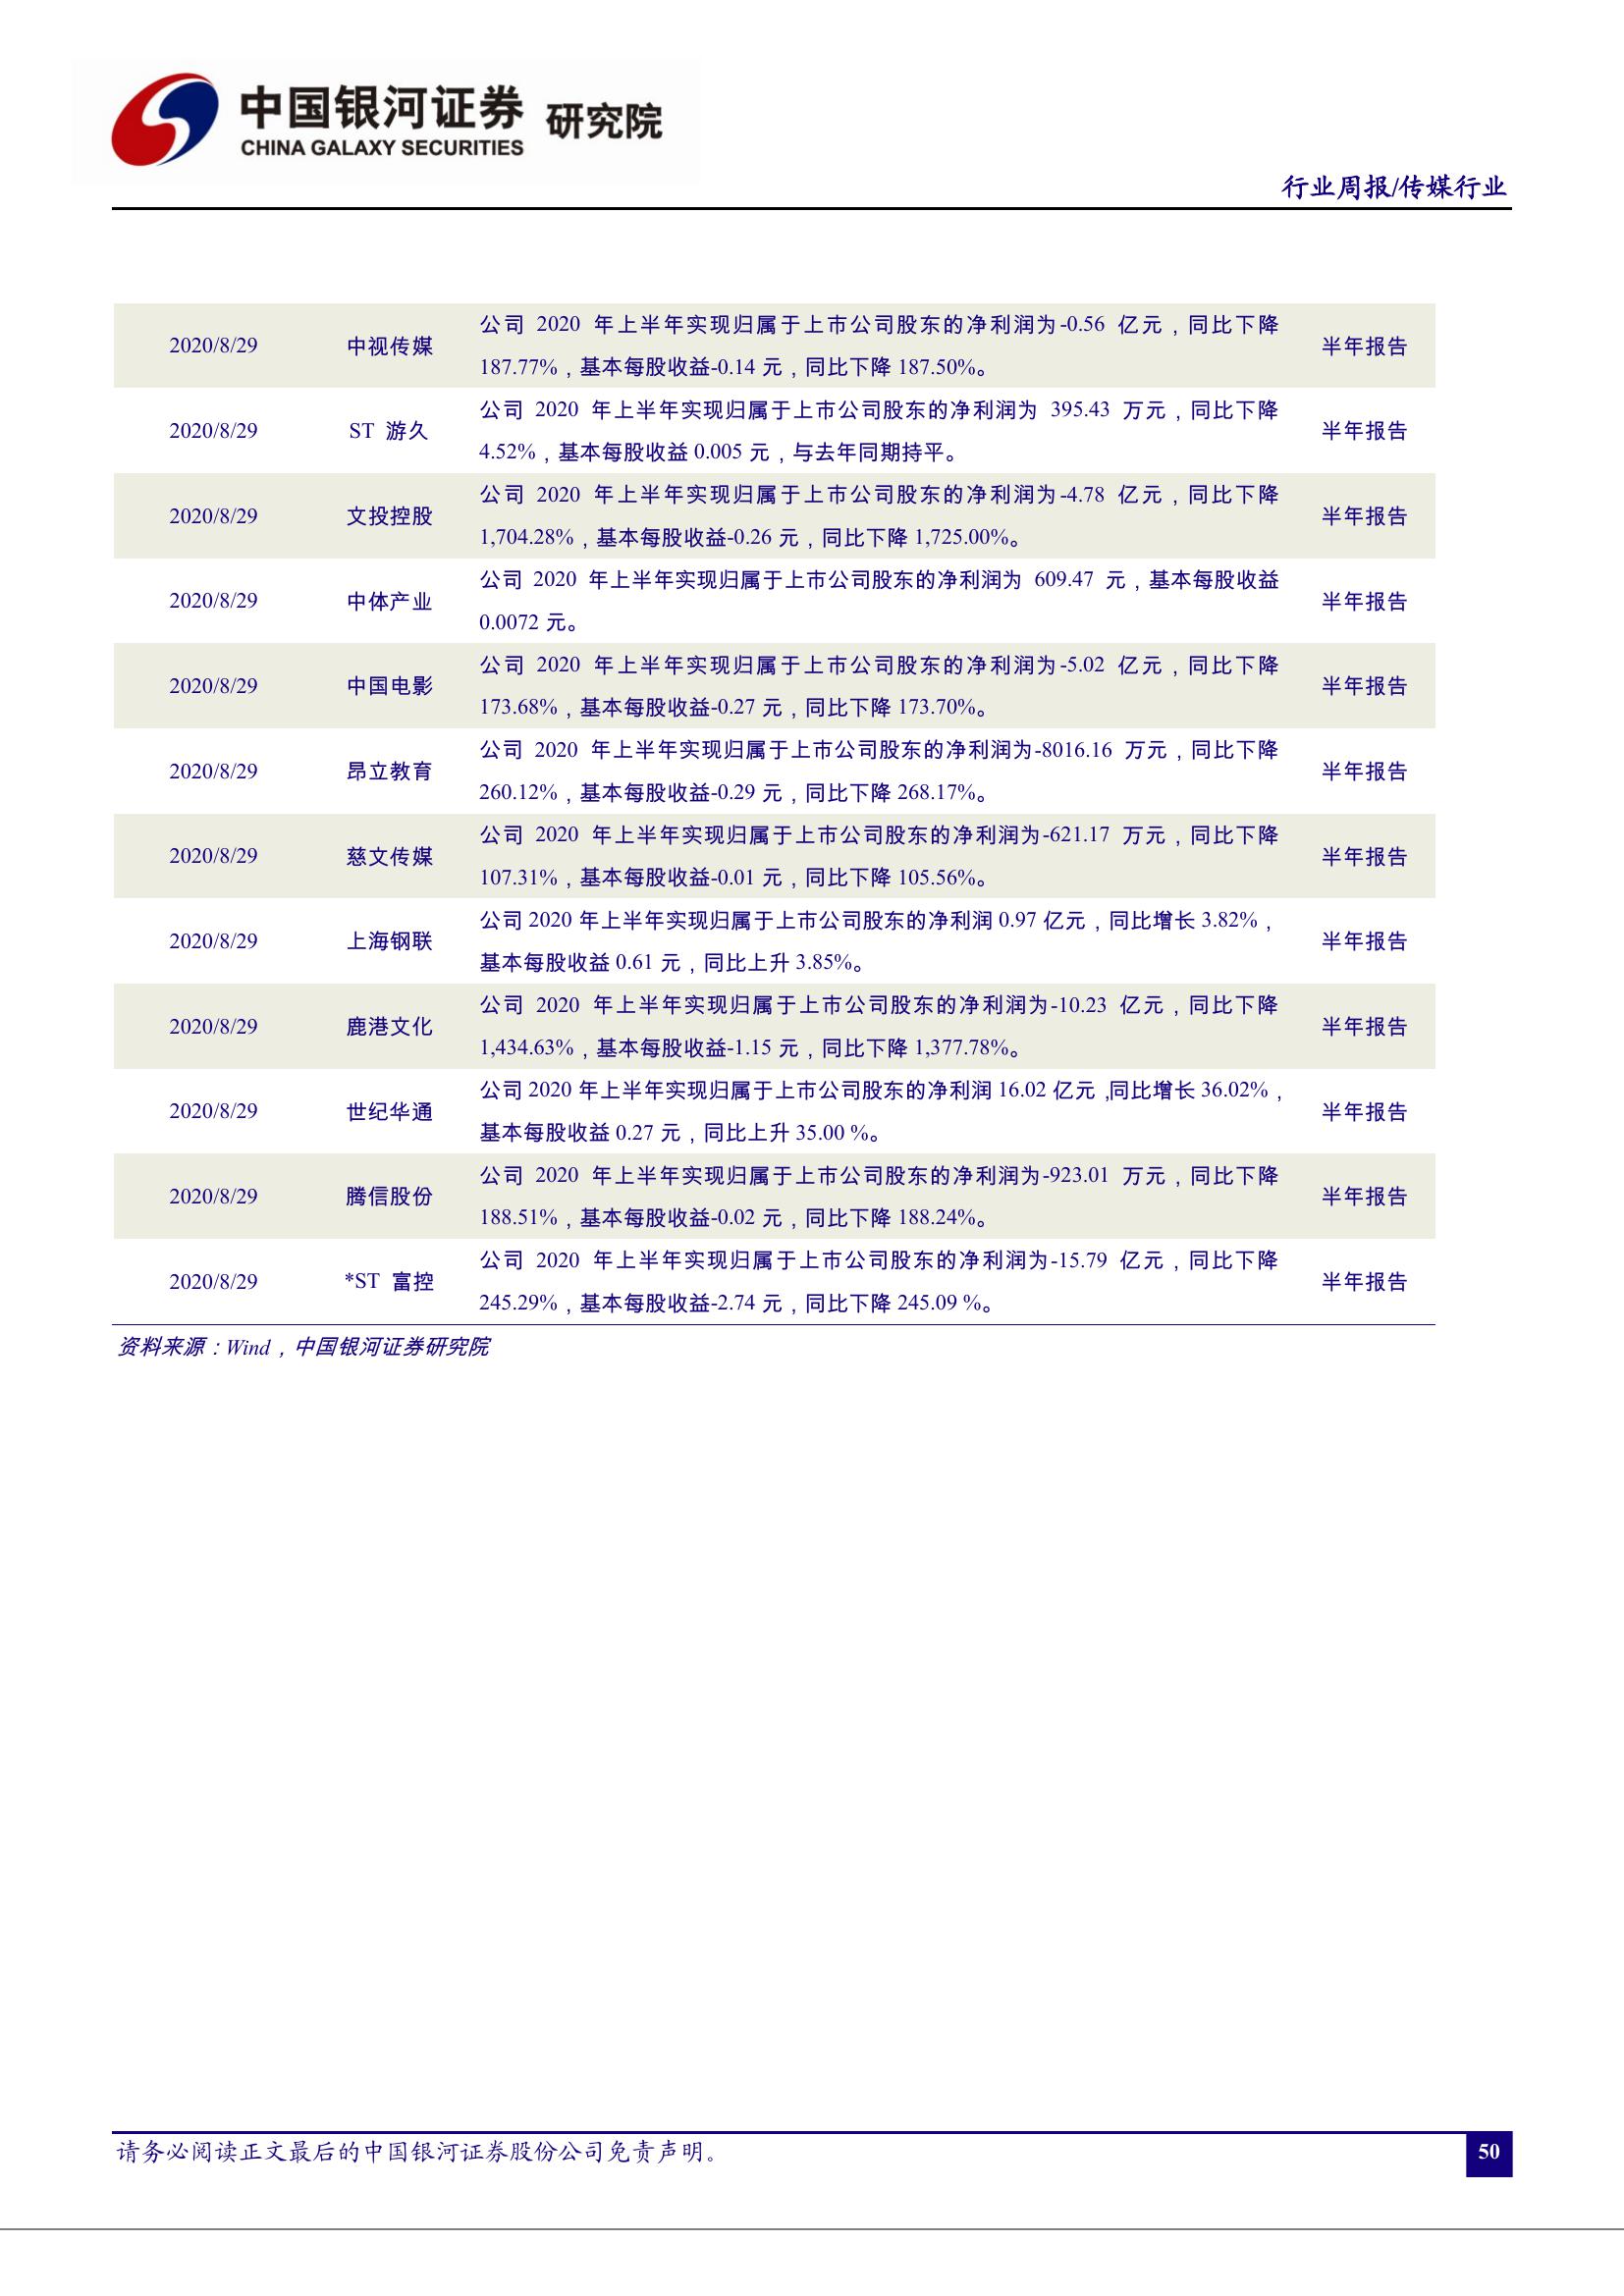 中国银河证券 研究院
CHINA GALAXY SECURITIES
行业周报/传媒行业
公司 2020 年上半年实现归属于上市公司股东的净利润为-0.56 亿元，同比下降
2020/8/29 中视传媒 半年报告
187.77%，基本每股收益-0.14 元，同比下降 187.50%。
公司 2020 年上半年实现归属于上市公司股东的净利润为 395.43 万元，同比下降
2020/8/29 ST 游久 半年报告
4.52%，基本每股收益 0.005 元，与去年同期持平。
公司 2020 年上半年实现归属于上市公司股东的净利润为-4.78 亿元，同比下降
2020/8/29 文投控股 半年报告
1,704.28%，基本每股收益-0.26 元，同比下降 1,725.00%。
公司 2020 年上半年实现归属于上市公司股东的净利润为 609.47 元，基本每股收益
2020/8/29 中体产业 半年报告
0.0072 元。
公司 2020 年上半年实现归属于上市公司股东的净利润为-5.02 亿元，同比下降
2020/8/29 中国电影 半年报告
173.68%，基本每股收益-0.27 元，同比下降 173.70%。
公司 2020 年上半年实现归属于上市公司股东的净利润为-8016.16 万元，同比下降
2020/8/29 昂立教育 半年报告
260.12%，基本每股收益-0.29 元，同比下降 268.17%。
公司 2020 年上半年实现归属于上市公司股东的净利润为-621.17 万元，同比下降
2020/8/29 慈文传媒 半年报告
107.31%，基本每股收益-0.01 元，同比下降 105.56%。
公司 2020 年上半年实现归属于上市公司股东的净利润 0.97 亿元，同比增长 3.82%，
2020/8/29 上海钢联 半年报告
基本每股收益 0.61 元，同比上升 3.85%。
公司 2020 年上半年实现归属于上市公司股东的净利润为-10.23 亿元，同比下降
2020/8/29 鹿港文化 半年报告
1,434.63%，基本每股收益-1.15 元，同比下降 1,377.78%。
公司 2020 年上半年实现归属于上市公司股东的净利润 16.02 亿元，同比增长 36.02%，
2020/8/29 世纪华通 半年报告
基本每股收益 0.27 元，同比上升 35.00 %。
公司 2020 年上半年实现归属于上市公司股东的净利润为-923.01 万元，同比下降
2020/8/29 腾信股份 半年报告
188.51%，基本每股收益-0.02 元，同比下降 188.24%。
公司 2020 年上半年实现归属于上市公司股东的净利润为-15.79 亿元，同比下降
2020/8/29 *ST 富控 半年报告
245.29%，基本每股收益-2.74 元，同比下降 245.09 %。
资料来源：Wind，中国银河证券研究院
请务必阅读正文最后的中国银河证券股份公司免责声明。 50